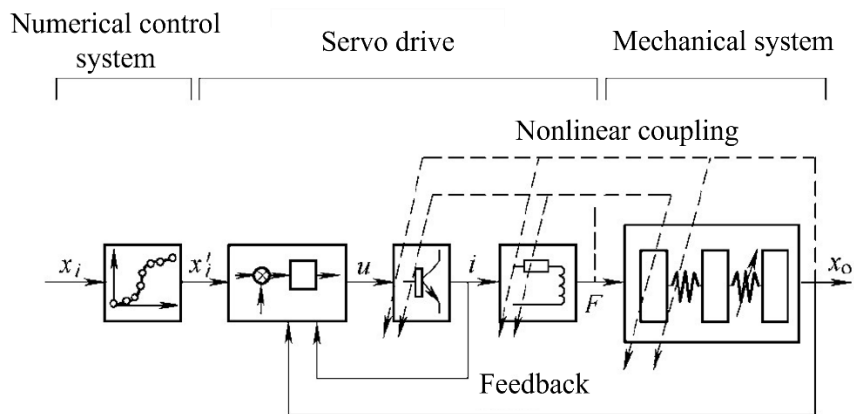 Numerical control
system
Servo drive
Mechanical system
Nonlinear coupling
x_i
x_i'
u
i
F
x_o
Feedback